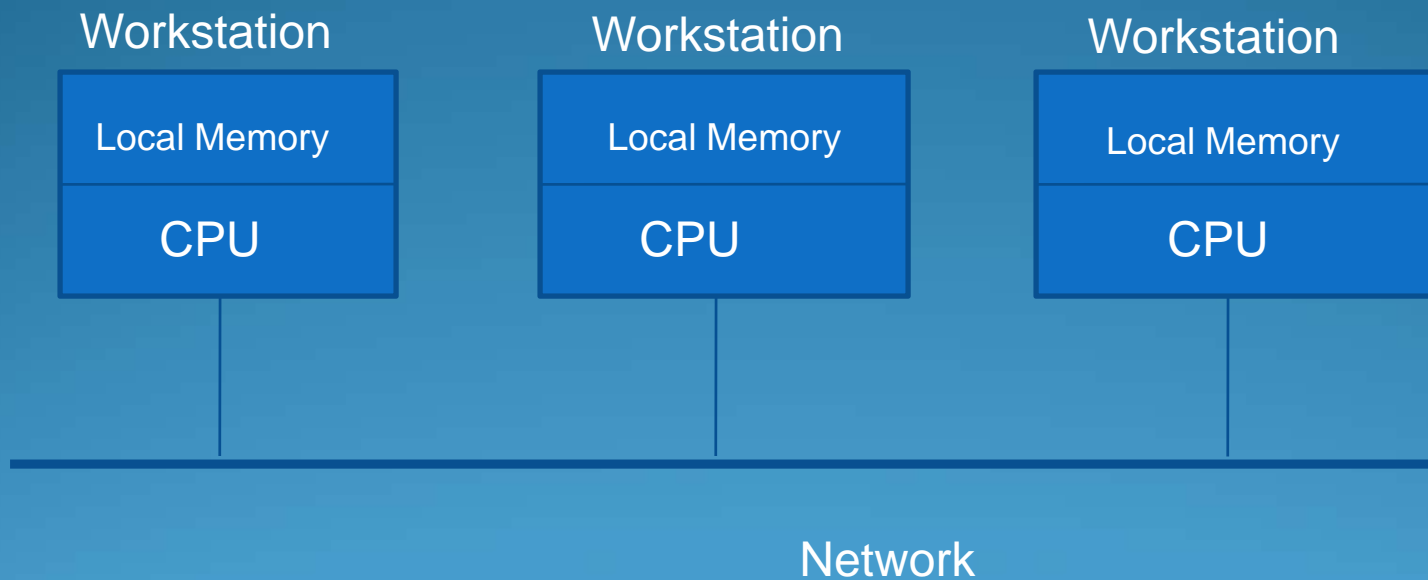 Workstation
Workstation
Workstation
Local Memory
Local Memory
Local Memory
CPU
CPU
CPU
Network